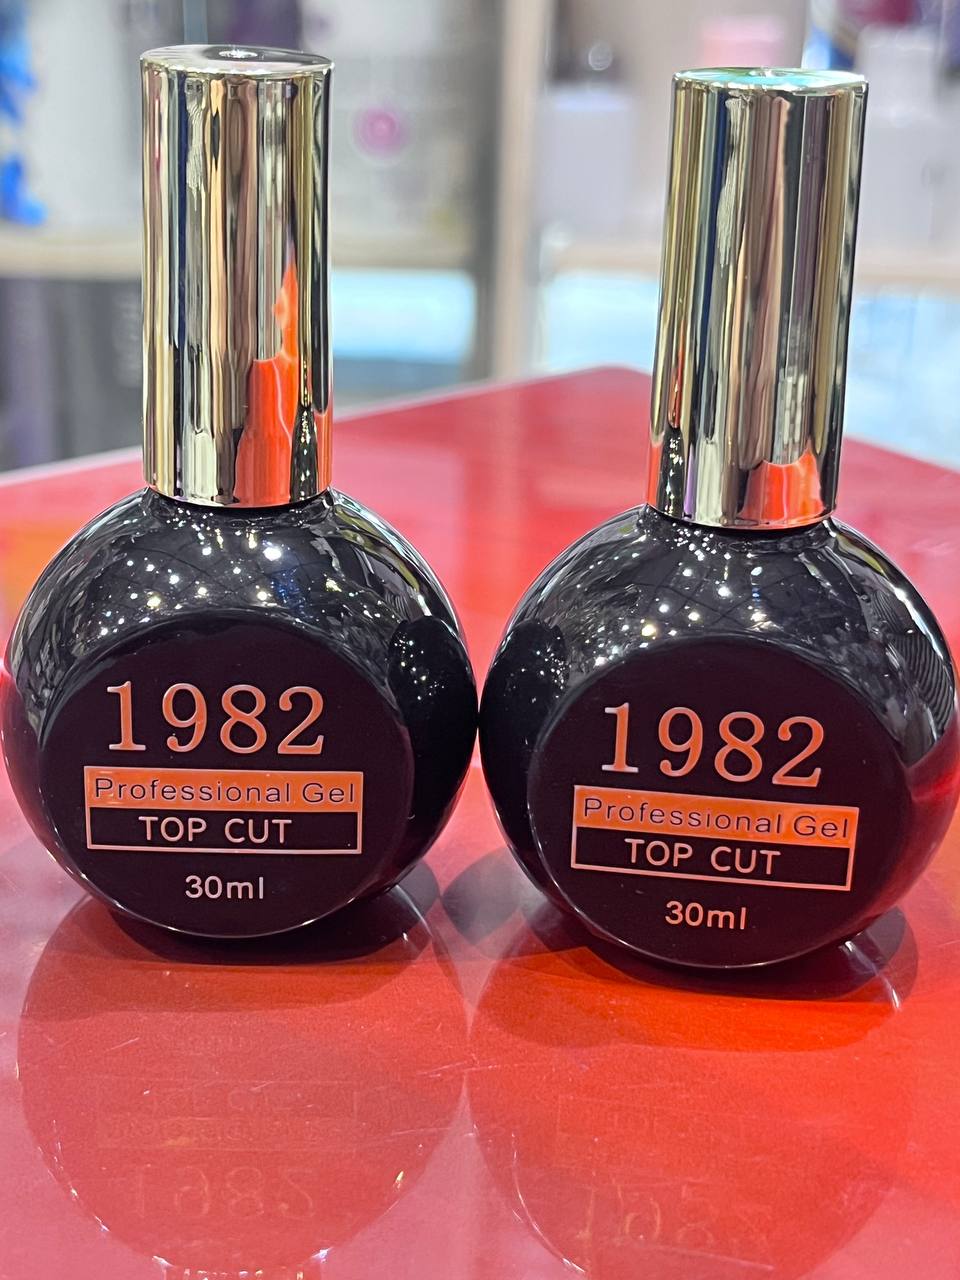 1982
Professional Gel
TOP CUT
30ml
1982
Professional Gel
TOP CUT
30ml